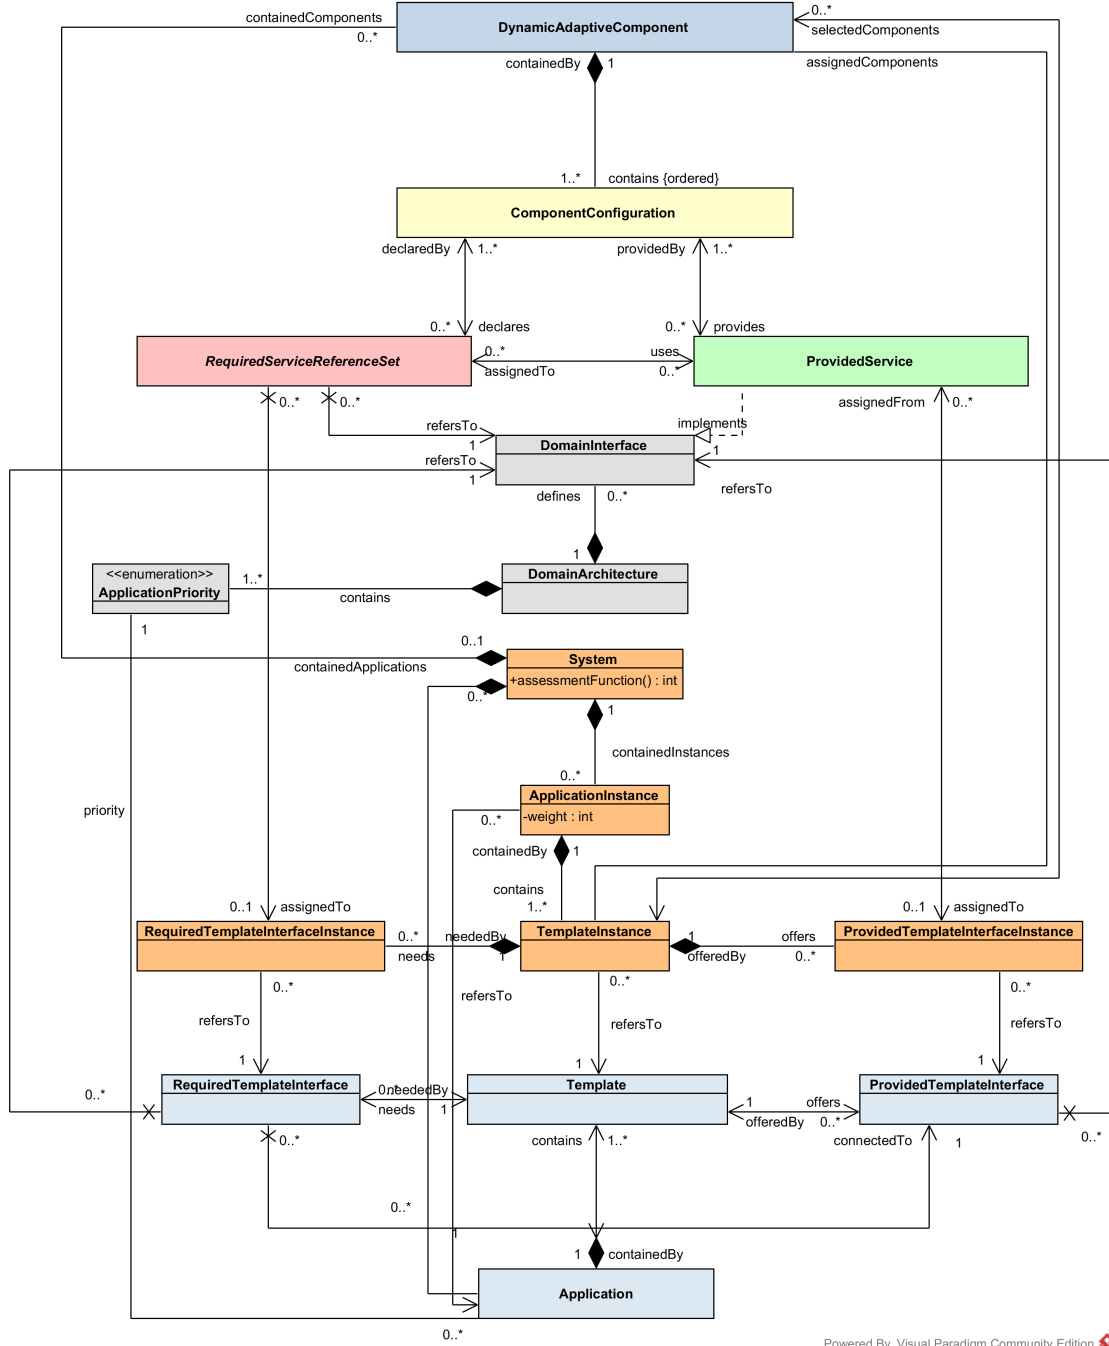 containedComponents
0..*
DynamicAdaptiveComponent
0..*
selectedComponents
containedBy
1
assignedComponents
1..*
contains {ordered}
ComponentConfiguration
declaredBy
1..*
providedBy
1..*
0..*
declares
0..*
provides
RequiredServiceReferenceSet
0..*
assignedTo
uses
0..*
ProvidedService
0..*
0..*
assignedFrom
0..*
implements
refersTo
1
DomainInterface
1
refersTo
1
refersTo
defines
0..*
1
<<enumeration>>
ApplicationPriority
1..*
contains
DomainArchitecture
1
0..1
containedApplications
System
+assessmentFunction() : int
0..*
1
containedInstances
0..*
ApplicationInstance
-weight : int
0..*
priority
containedBy
1
contains
1..*
0..1
assignedTo
0..1
assignedTo
RequiredTemplateInterfaceInstance
0..*
needs
neededBy
1
TemplateInstance
1
offeredBy
offers
0..*
ProvidedTemplateInterfaceInstance
0..*
refersTo
0..*
0..*
refersTo
1
refersTo
1
refersTo
1
RequiredTemplateInterface
0..*
0..*
neededBy
needs
1
Template
1
offeredBy
offers
0..*
ProvidedTemplateInterface
0..*
0..*
contains
1..*
connectedTo
1
0..*
1
1
containedBy
Application
0..*
Powered By Visual Paradigm Community Edition